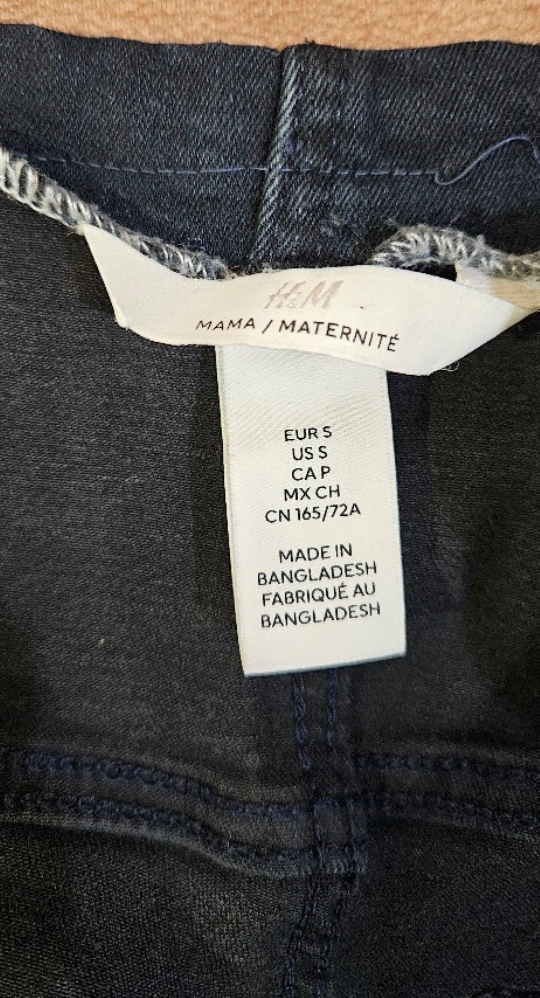 H&M
MAMA / MATERNITÉ
EUR S
US S
CA P
MX CH
CN 165/72A
MADE IN
BANGLADESH
FABRIQUÉ AU
BANGLADESH